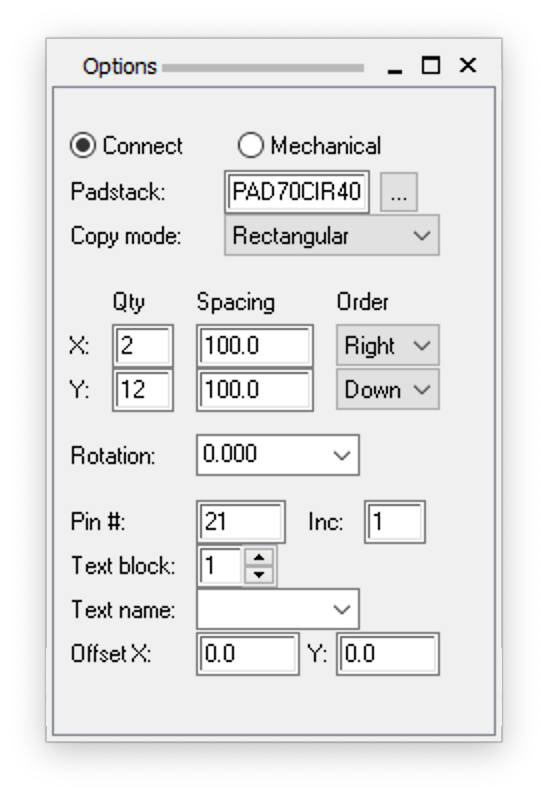 Options
Connect Mechanical
Padstack: PAD70CIR40 ...
Copy mode: Rectangular
Qty Spacing Order
X: 2 100.0 Right
Y: 12 100.0 Down
Rotation: 0.000
Pin #: 21 Inc: 1
Text block: 1
Text name:
Offset X: 0.0 Y: 0.0